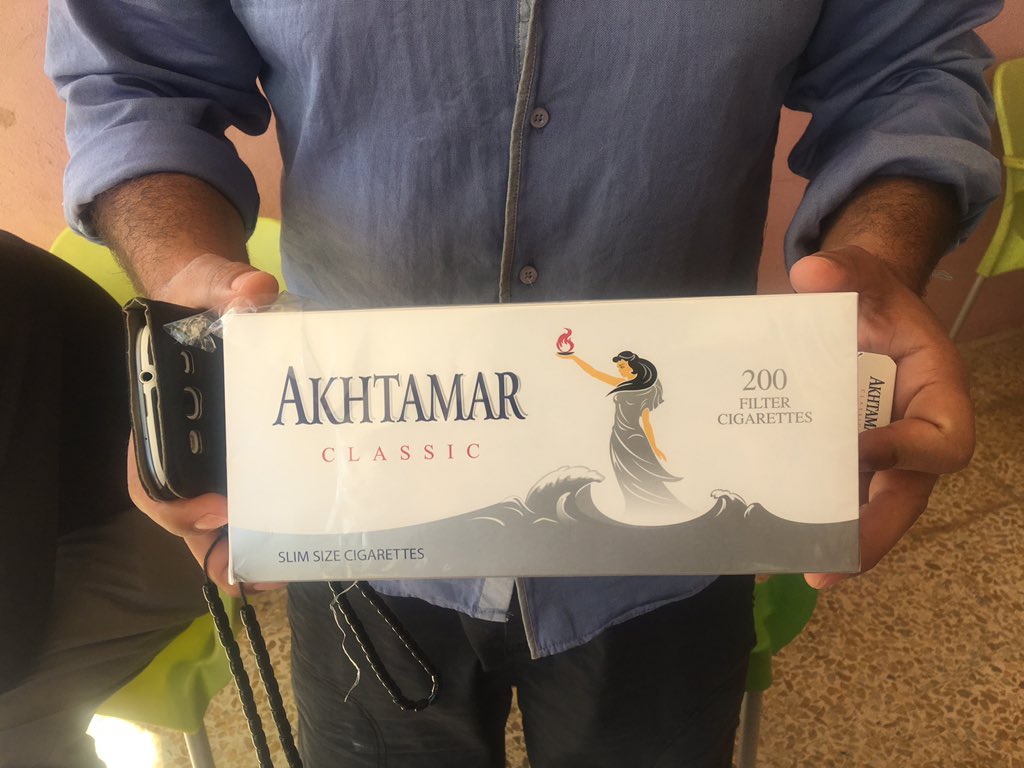 AKHTAMAR
CLASSIC
200
FILTER
CIGARETTES
SLIM SIZE CIGARETTES